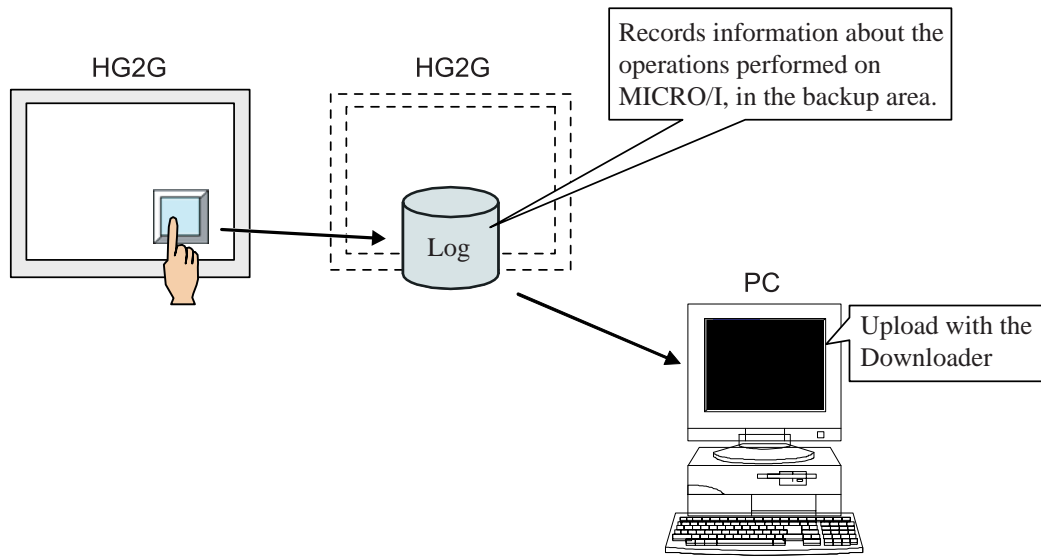 HG2G
HG2G
Records information about the
operations performed on
MICRO/I, in the backup area.
Log
PC
Upload with the
Downloader